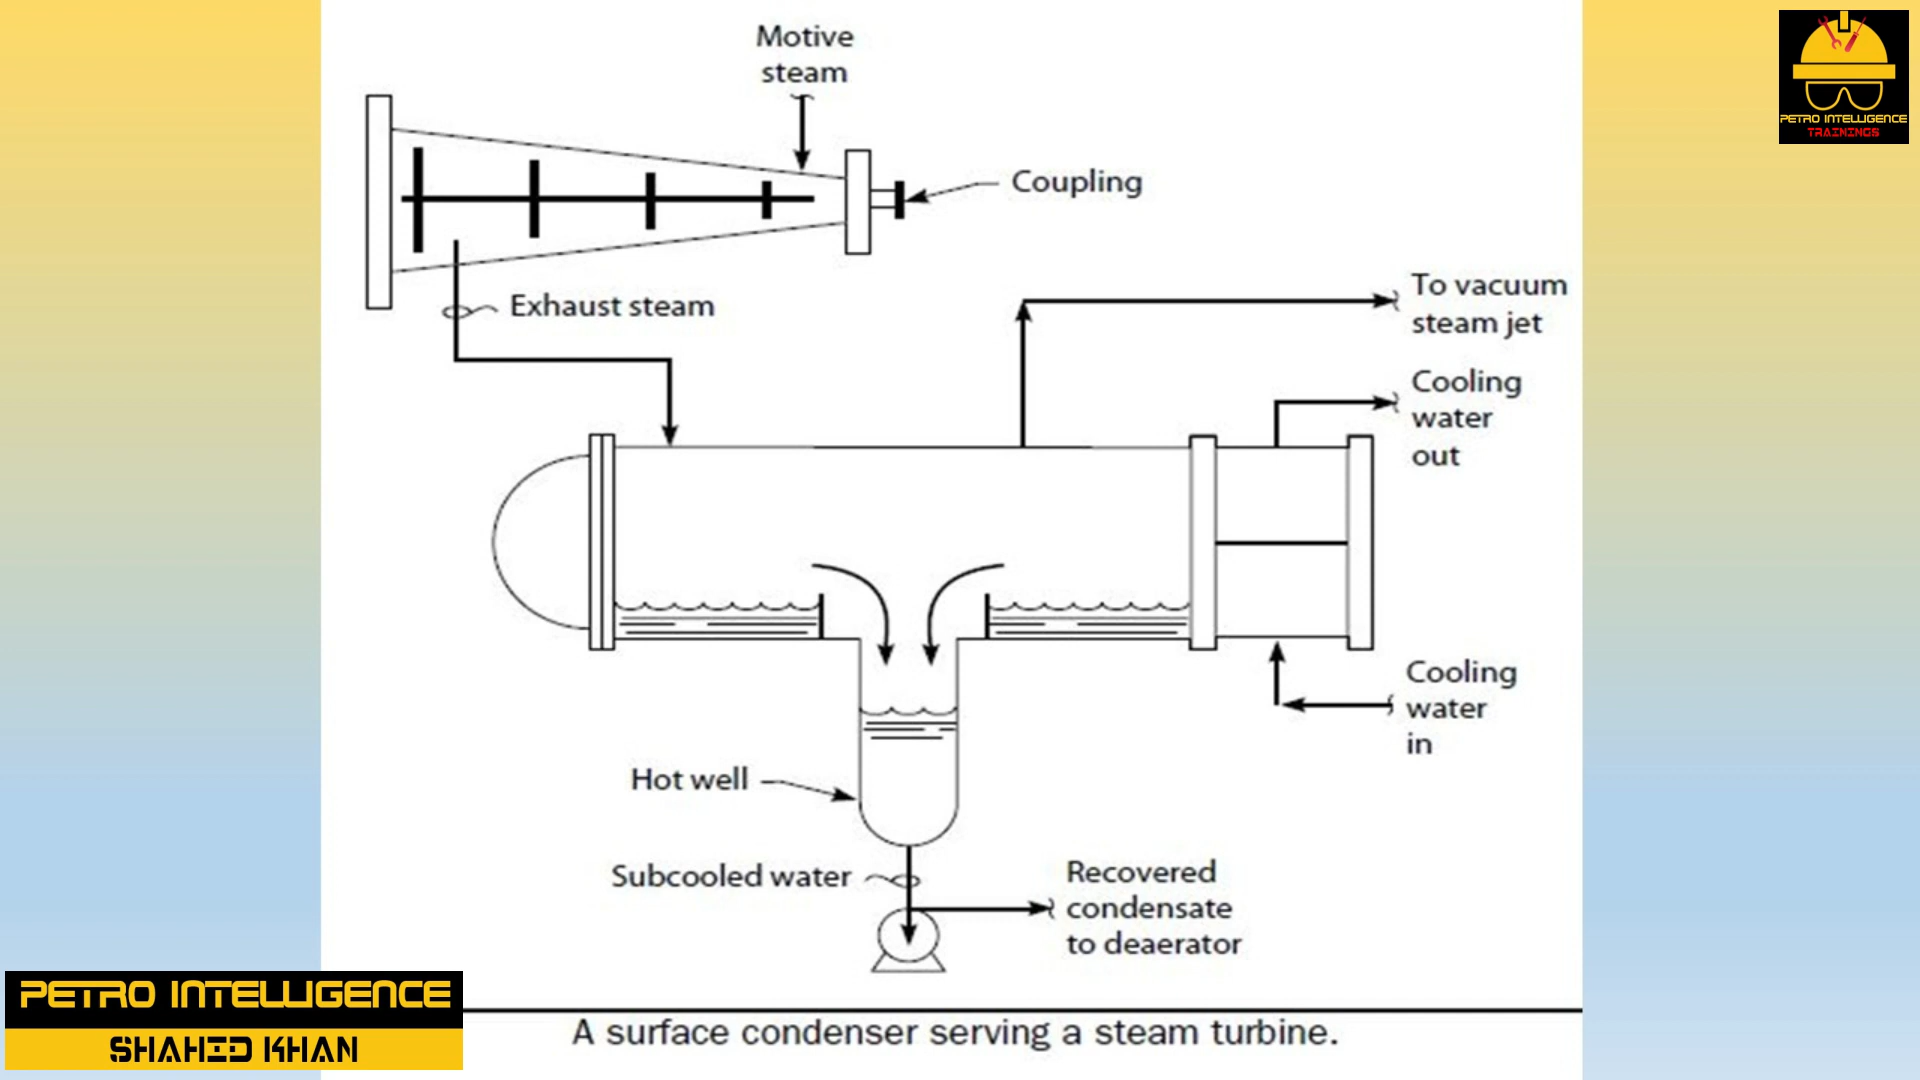 Motive
steam
PETRO INTELLIGENCE
TRAININGS
Coupling
Exhaust steam
To vacuum
steam jet
Cooling
water
out
Cooling
water
in
Hot well
Subcooled water
Recovered
condensate
to deaerator
PETRO INTELLIGENCE
SHAHID KHAN
A surface condenser serving a steam turbine.